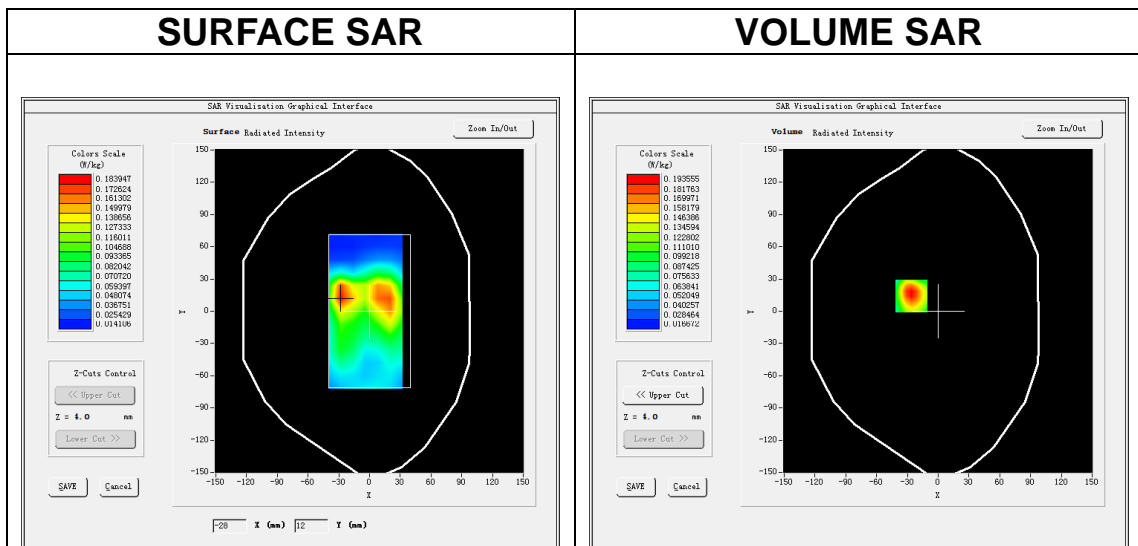 SURFACE SAR
VOLUME SAR
SAR Visualisation Graphical Interface
Surface Radiated Intensity
Zoom In/Out
Colors Scale
(W/kg)
0.183947
0.172624
0.161302
0.149979
0.138656
0.127333
0.116011
0.104688
0.093365
0.082042
0.070720
0.059397
0.048074
0.036751
0.025429
0.014106
Z-Cuts Control
<< Upper Cut
Z = 4.0 mm
Lower Cut >>
SAVE
Cancel
150
120
90
60
30
0
-30
-60
-90
-120
-150
Y
-150 -120 -90 -60 -30 0 30 60 90 120 150
X
-28 X (mm) 12 Y (mm)
SAR Visualisation Graphical Interface
Volume Radiated Intensity
Zoom In/Out
Colors Scale
(W/kg)
0.193555
0.181763
0.169971
0.158179
0.146386
0.134594
0.122802
0.111010
0.099218
0.087425
0.075633
0.063841
0.052049
0.040257
0.028464
0.016672
Z-Cuts Control
<< Upper Cut
Z = 4.0 mm
Lower Cut >>
SAVE
Cancel
150
120
90
60
30
0
-30
-60
-90
-120
-150
Y
-150 -120 -90 -60 -30 0 30 60 90 120 150
X